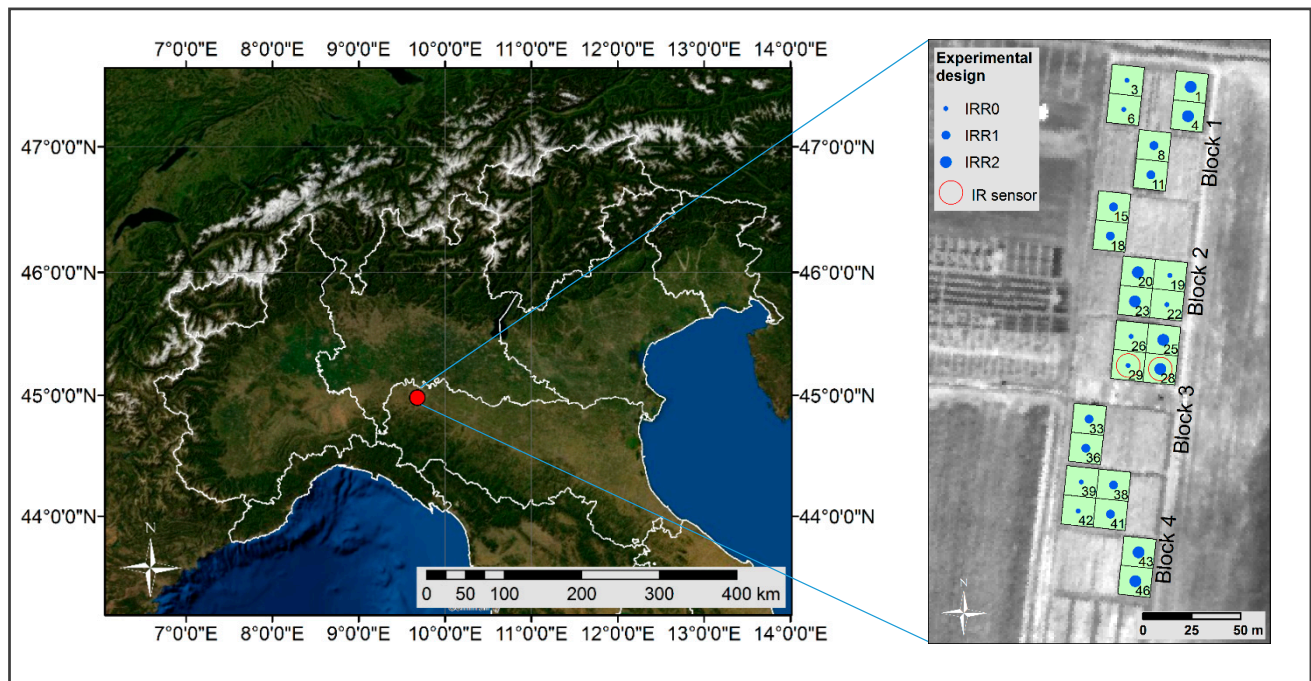 7°0'0"E 8°0'0"E 9°0'0"E 10°0'0"E 11°0'0"E 12°0'0"E 13°0'0"E 14°0'0"E
47°0'0"N 47°0'0"N
46°0'0"N 46°0'0"N
45°0'0"N 45°0'0"N
44°0'0"N 44°0'0"N
N
0 50 100 200 300 400 km
7°0'0"E 8°0'0"E 9°0'0"E 10°0'0"E 11°0'0"E 12°0'0"E 13°0'0"E 14°0'0"E
Experimental
design
IRR0
IRR1
IRR2
IR sensor
3 1
6 4
Block 1
8
11
15
18
Block 2
20 19
23 22
26 25
29 28
Block 3
33
36
39 38
42 41
Block 4
43
46
N
0 25 50 m